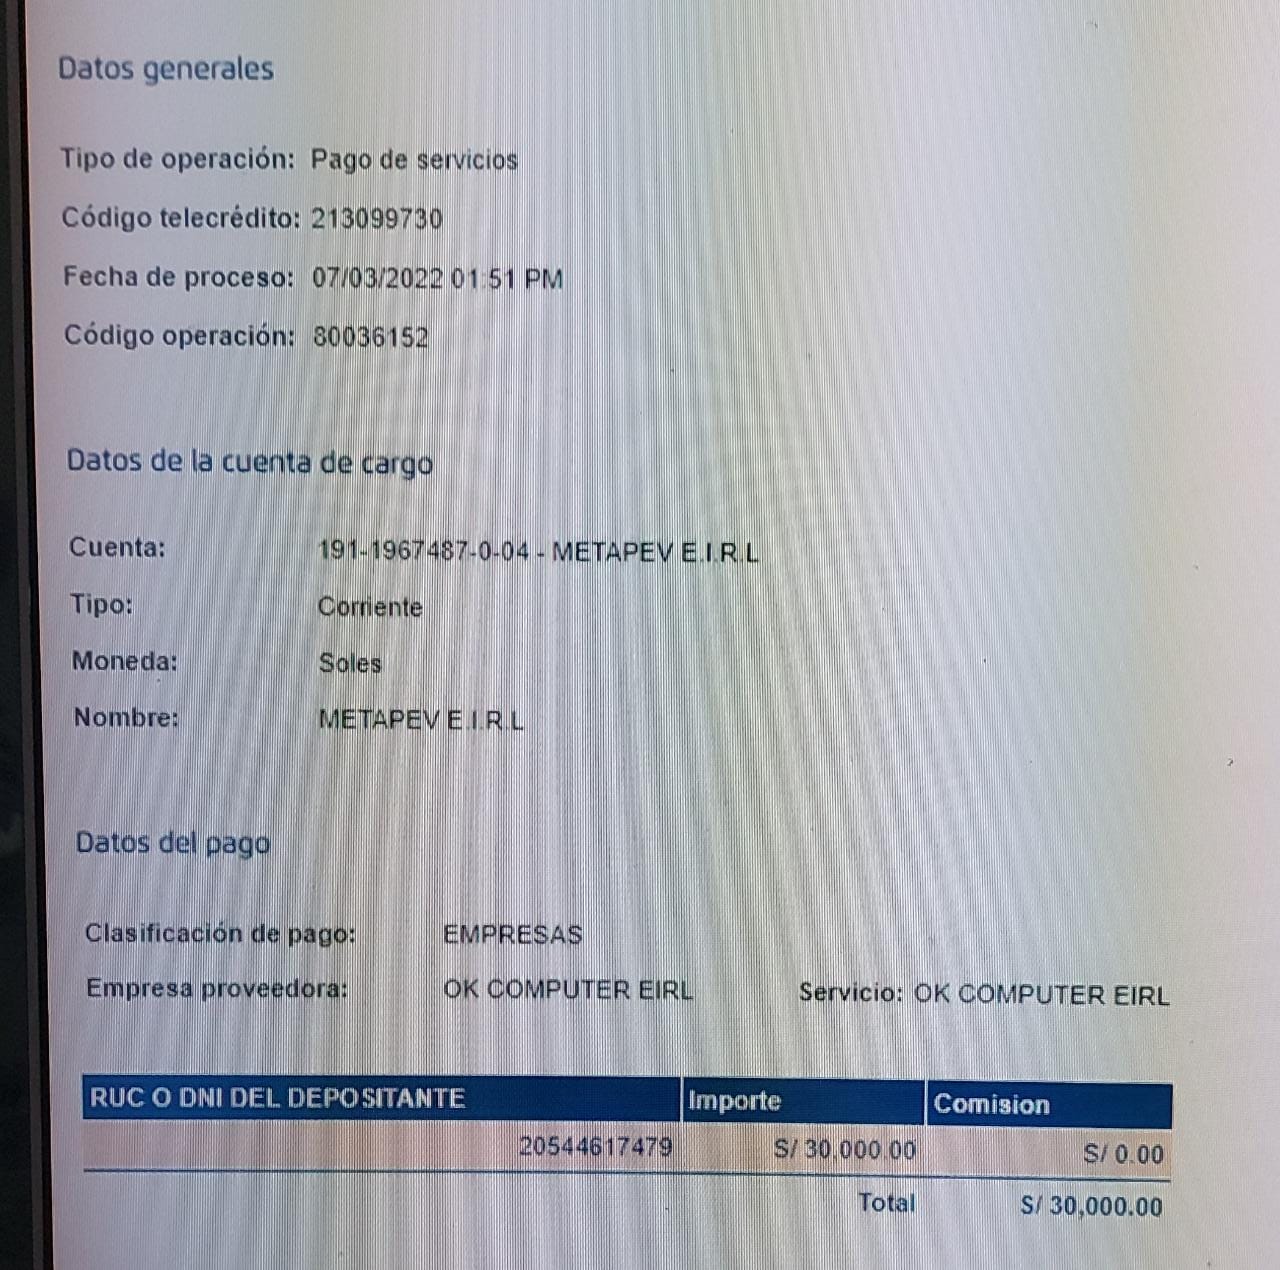 Datos generales
Tipo de operación: Pago de servicios
Código telecrédito: 213099730
Fecha de proceso: 07/03/2022 01:51 PM
Código operación: 80036152
Datos de la cuenta de cargo
Cuenta: 191-1967487-0-04 - METAPEV E.I.R.L
Tipo: Corriente
Moneda: Soles
Nombre: METAPEV E.I.R.L
Datos del pago
Clasificación de pago: EMPRESAS
Empresa proveedora: OK COMPUTER EIRL Servicio: OK COMPUTER EIRL
RUC O DNI DEL DEPOSITANTE Importe Comision
20544617479 S/ 30,000.00 S/ 0.00
Total S/ 30,000.00